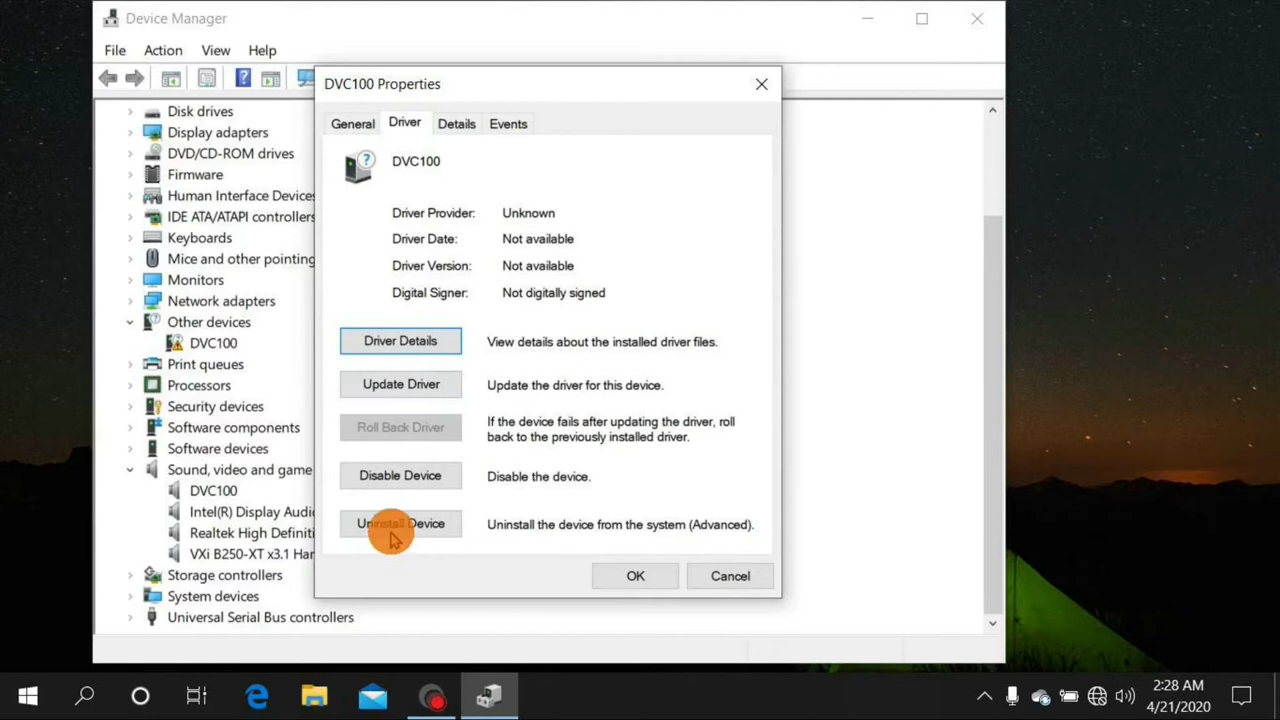 Device Manager
File Action View Help
Disk drives
Display adapters
DVD/CD-ROM drives
Firmware
Human Interface Devices
IDE ATA/ATAPI controllers
Keyboards
Mice and other pointing
Monitors
Network adapters
Other devices
DVC100
Print queues
Processors
Security devices
Software components
Software devices
Sound, video and game
DVC100
Intel(R) Display Audio
Realtek High Definiti
VXi B250-XT x3.1 Har
Storage controllers
System devices
Universal Serial Bus controllers
DVC100 Properties
General Driver Details Events
DVC100
Driver Provider: Unknown
Driver Date: Not available
Driver Version: Not available
Digital Signer: Not digitally signed
Driver Details View details about the installed driver files.
Update Driver Update the driver for this device.
Roll Back Driver If the device fails after updating the driver, roll
back to the previously installed driver.
Disable Device Disable the device.
Uninstall Device Uninstall the device from the system (Advanced).
OK Cancel
2:28 AM
4/21/2020